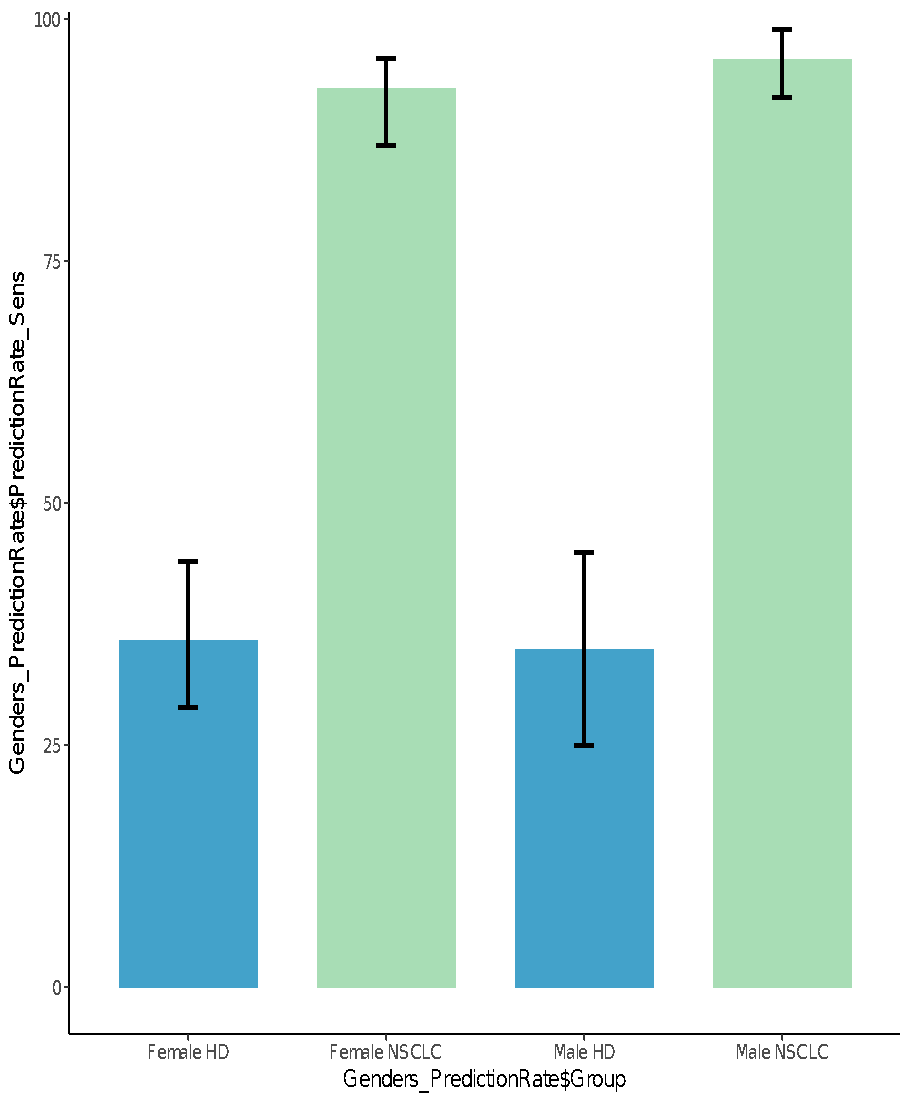 100
75
50
25
0
Genders_PredictionRate$PredictionRate_Sens
Female HD
Female NSCLC
Male HD
Male NSCLC
Genders_PredictionRate$Group